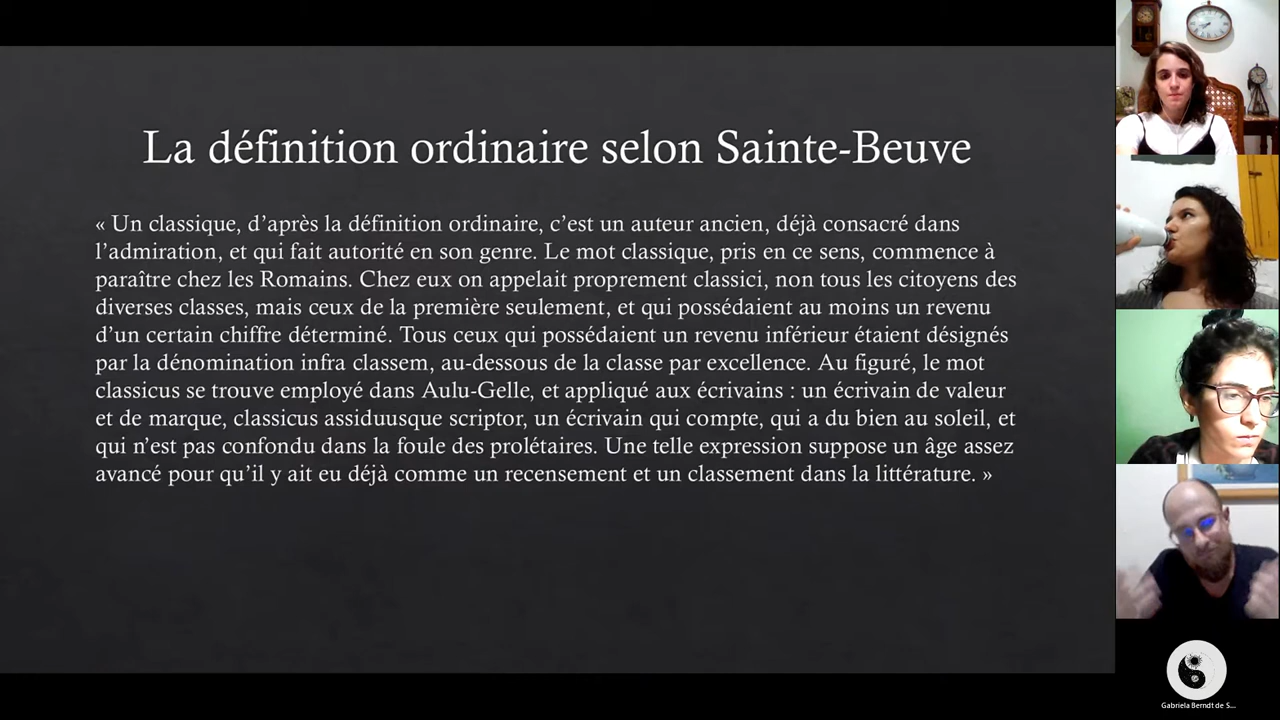 La définition ordinaire selon Sainte-Beuve
« Un classique, d’après la définition ordinaire, c’est un auteur ancien, déjà consacré dans
l’admiration, et qui fait autorité en son genre. Le mot classique, pris en ce sens, commence à
paraître chez les Romains. Chez eux on appelait proprement classici, non tous les citoyens des
diverses classes, mais ceux de la première seulement, et qui possédaient au moins un revenu
d’un certain chiffre déterminé. Tous ceux qui possédaient un revenu inférieur étaient désignés
par la dénomination infra classem, au-dessous de la classe par excellence. Au figuré, le mot
classicus se trouve employé dans Aulu-Gelle, et appliqué aux écrivains : un écrivain de valeur
et de marque, classicus assiduusque scriptor, un écrivain qui compte, qui a du bien au soleil, et
qui n’est pas confondu dans la foule des prolétaires. Une telle expression suppose un âge assez
avancé pour qu’il y ait eu déjà comme un recensement et un classement dans la littérature. »
Gabriela Berndt de S...